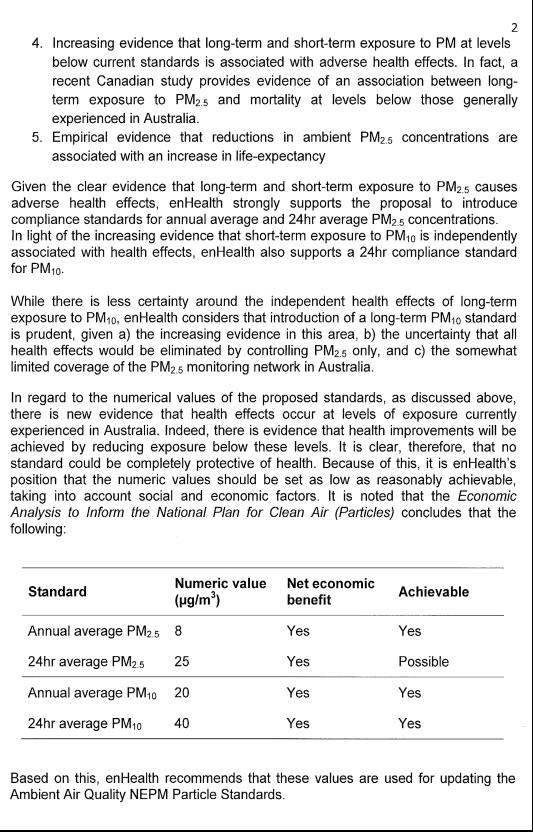 2
4. Increasing evidence that long-term and short-term exposure to PM at levels
below current standards is associated with adverse health effects. In fact, a
recent Canadian study provides evidence of an association between long-
term exposure to PM2.5 and mortality at levels below those generally
experienced in Australia.
5. Empirical evidence that reductions in ambient PM2.5 concentrations are
associated with an increase in life-expectancy
Given the clear evidence that long-term and short-term exposure to PM2.5 causes
adverse health effects, enHealth strongly supports the proposal to introduce
compliance standards for annual average and 24hr average PM2.5 concentrations.
In light of the increasing evidence that short-term exposure to PM10 is independently
associated with health effects, enHealth also supports a 24hr compliance standard
for PM10.
While there is less certainty around the independent health effects of long-term
exposure to PM10, enHealth considers that introduction of a long-term PM10 standard
is prudent, given a) the increasing evidence in this area, b) the uncertainty that all
health effects would be eliminated by controlling PM2.5 only, and c) the somewhat
limited coverage of the PM2.5 monitoring network in Australia.
In regard to the numerical values of the proposed standards, as discussed above,
there is new evidence that health effects occur at levels of exposure currently
experienced in Australia. Indeed, there is evidence that health improvements will be
achieved by reducing exposure below these levels. It is clear, therefore, that no
standard could be completely protective of health. Because of this, it is enHealth's
position that the numeric values should be set as low as reasonably achievable,
taking into account social and economic factors. It is noted that the Economic
Analysis to Inform the National Plan for Clean Air (Particles) concludes that the
following:
Standard Numeric value (µg/m³) Net economic benefit Achievable
Annual average PM2.5 8 Yes Yes
24hr average PM2.5 25 Yes Possible
Annual average PM10 20 Yes Yes
24hr average PM10 40 Yes Yes
Based on this, enHealth recommends that these values are used for updating the
Ambient Air Quality NEPM Particle Standards.